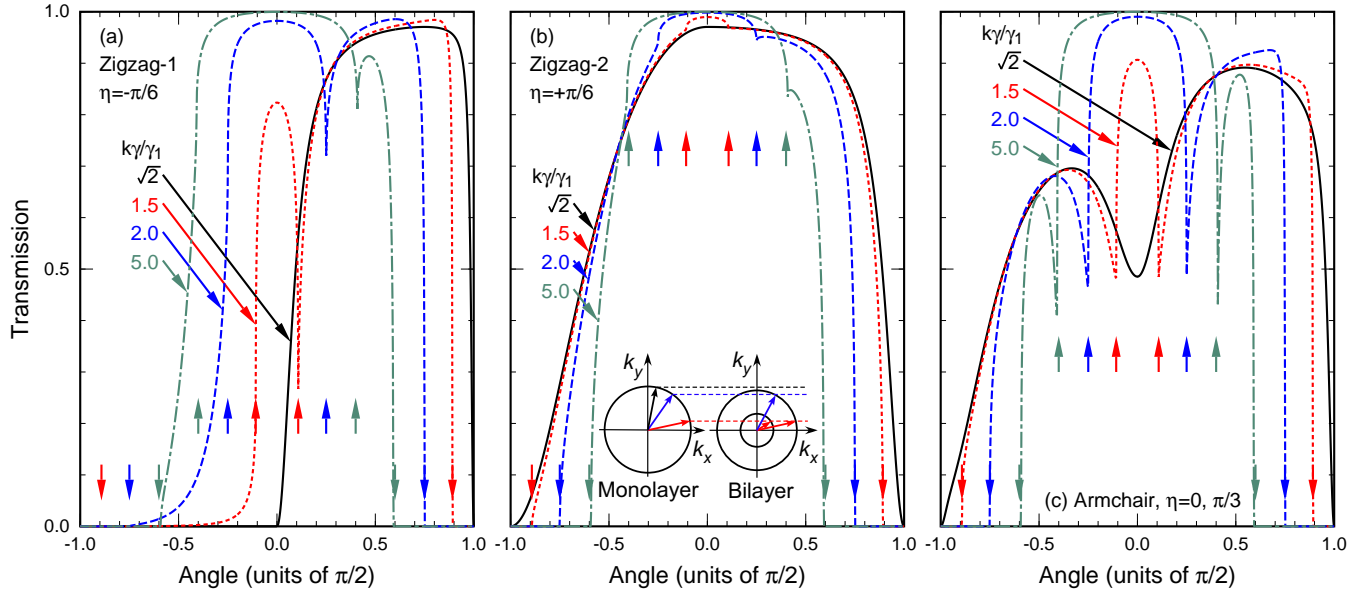 (a)
Zigzag-1
η=-π/6
kγ/γ₁
√2
1.5
2.0
5.0
(b)
Zigzag-2
η=+π/6
kγ/γ₁
√2
1.5
2.0
5.0
kγ/γ₁
√2
1.5
2.0
5.0
k_y
k_x
Monolayer
k_y
k_x
Bilayer
(c) Armchair, η=0, π/3
Transmission
1.0
0.5
0.0
-1.0 -0.5 0.0 0.5 1.0
-1.0 -0.5 0.0 0.5 1.0
-1.0 -0.5 0.0 0.5 1.0
Angle (units of π/2)
Angle (units of π/2)
Angle (units of π/2)